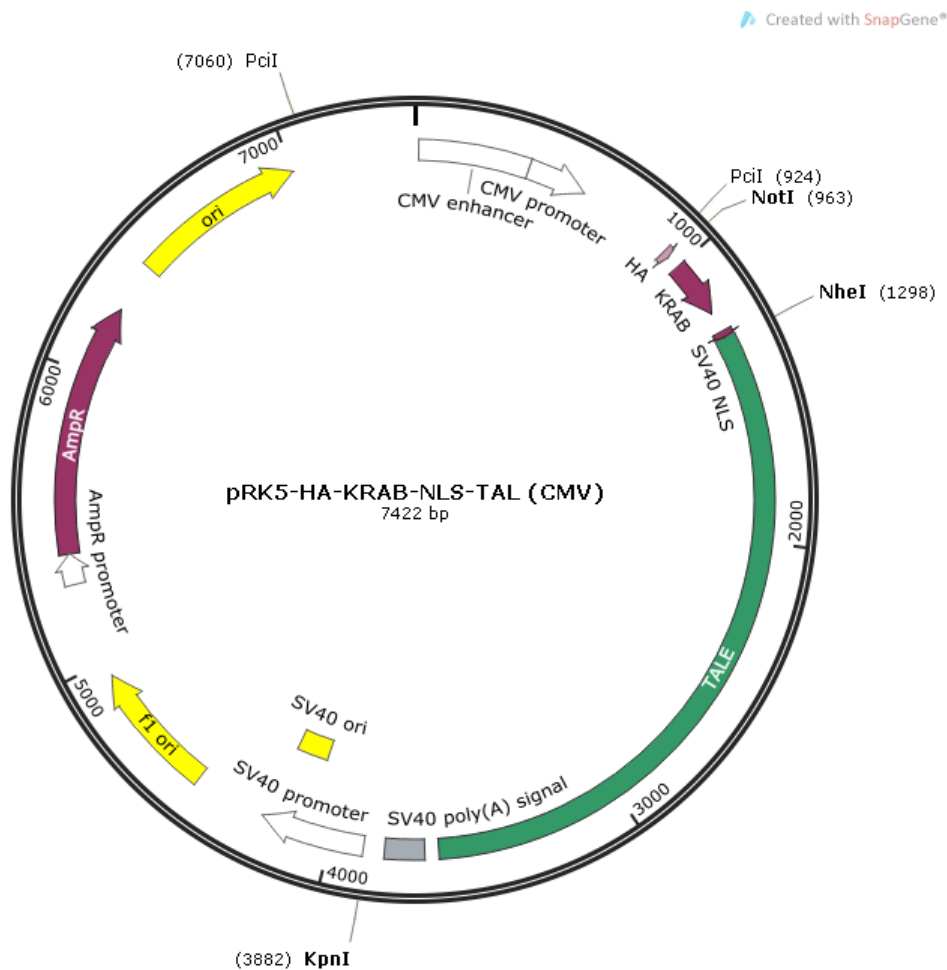 Created with SnapGene®
(7060) PciI
7000
ori
CMV enhancer
CMV promoter
PciI (924)
NotI (963)
1000
HA
KRAB
SV40 NLS
NheI (1298)
6000
AmpR
AmpR promoter
pRK5-HA-KRAB-NLS-TAL (CMV)
7422 bp
2000
TALE
5000
f1 ori
SV40 ori
SV40 promoter
SV40 poly(A) signal
3000
4000
(3882) KpnI